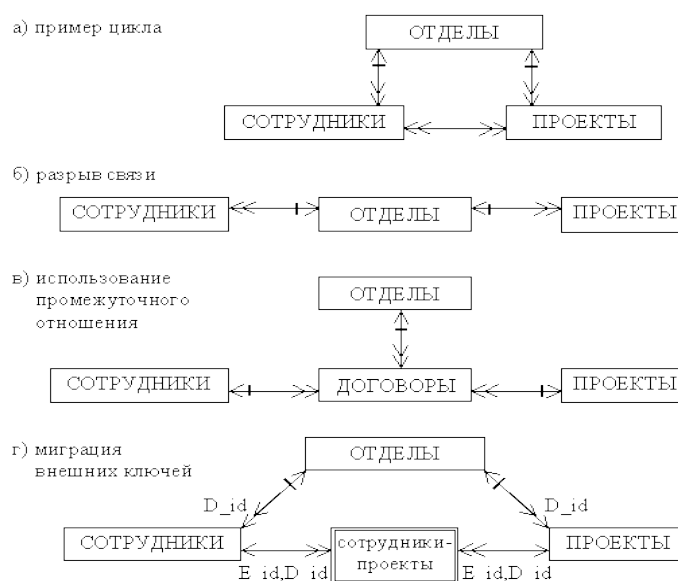 а) пример цикла
ОТДЕЛЫ
СОТРУДНИКИ
ПРОЕКТЫ
б) разрыв связи
СОТРУДНИКИ
ОТДЕЛЫ
ПРОЕКТЫ
в) использование
промежуточного
отношения
ОТДЕЛЫ
СОТРУДНИКИ
ДОГОВОРЫ
ПРОЕКТЫ
г) миграция
внешних ключей
ОТДЕЛЫ
D_id
D_id
СОТРУДНИКИ
сотрудники-
проекты
ПРОЕКТЫ
E_id,D_id
E_id,D_id